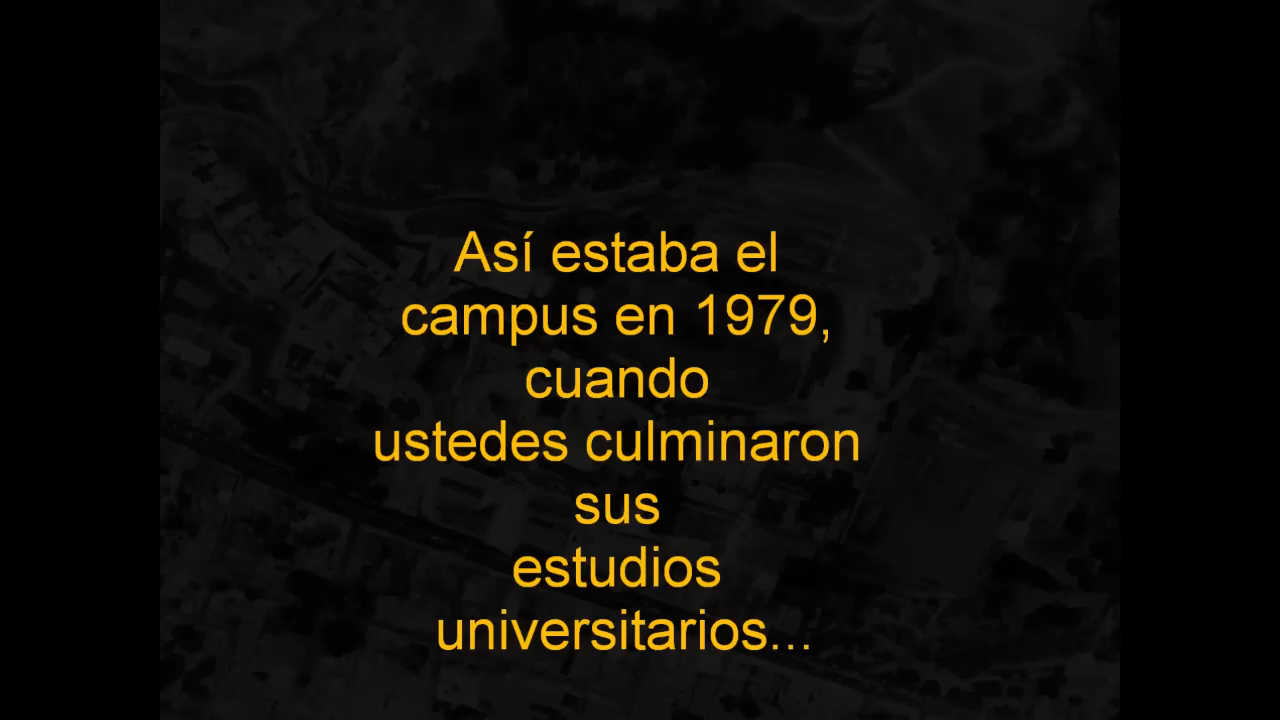 Así estaba el
campus en 1979,
cuando
ustedes culminaron
sus
estudios
universitarios...